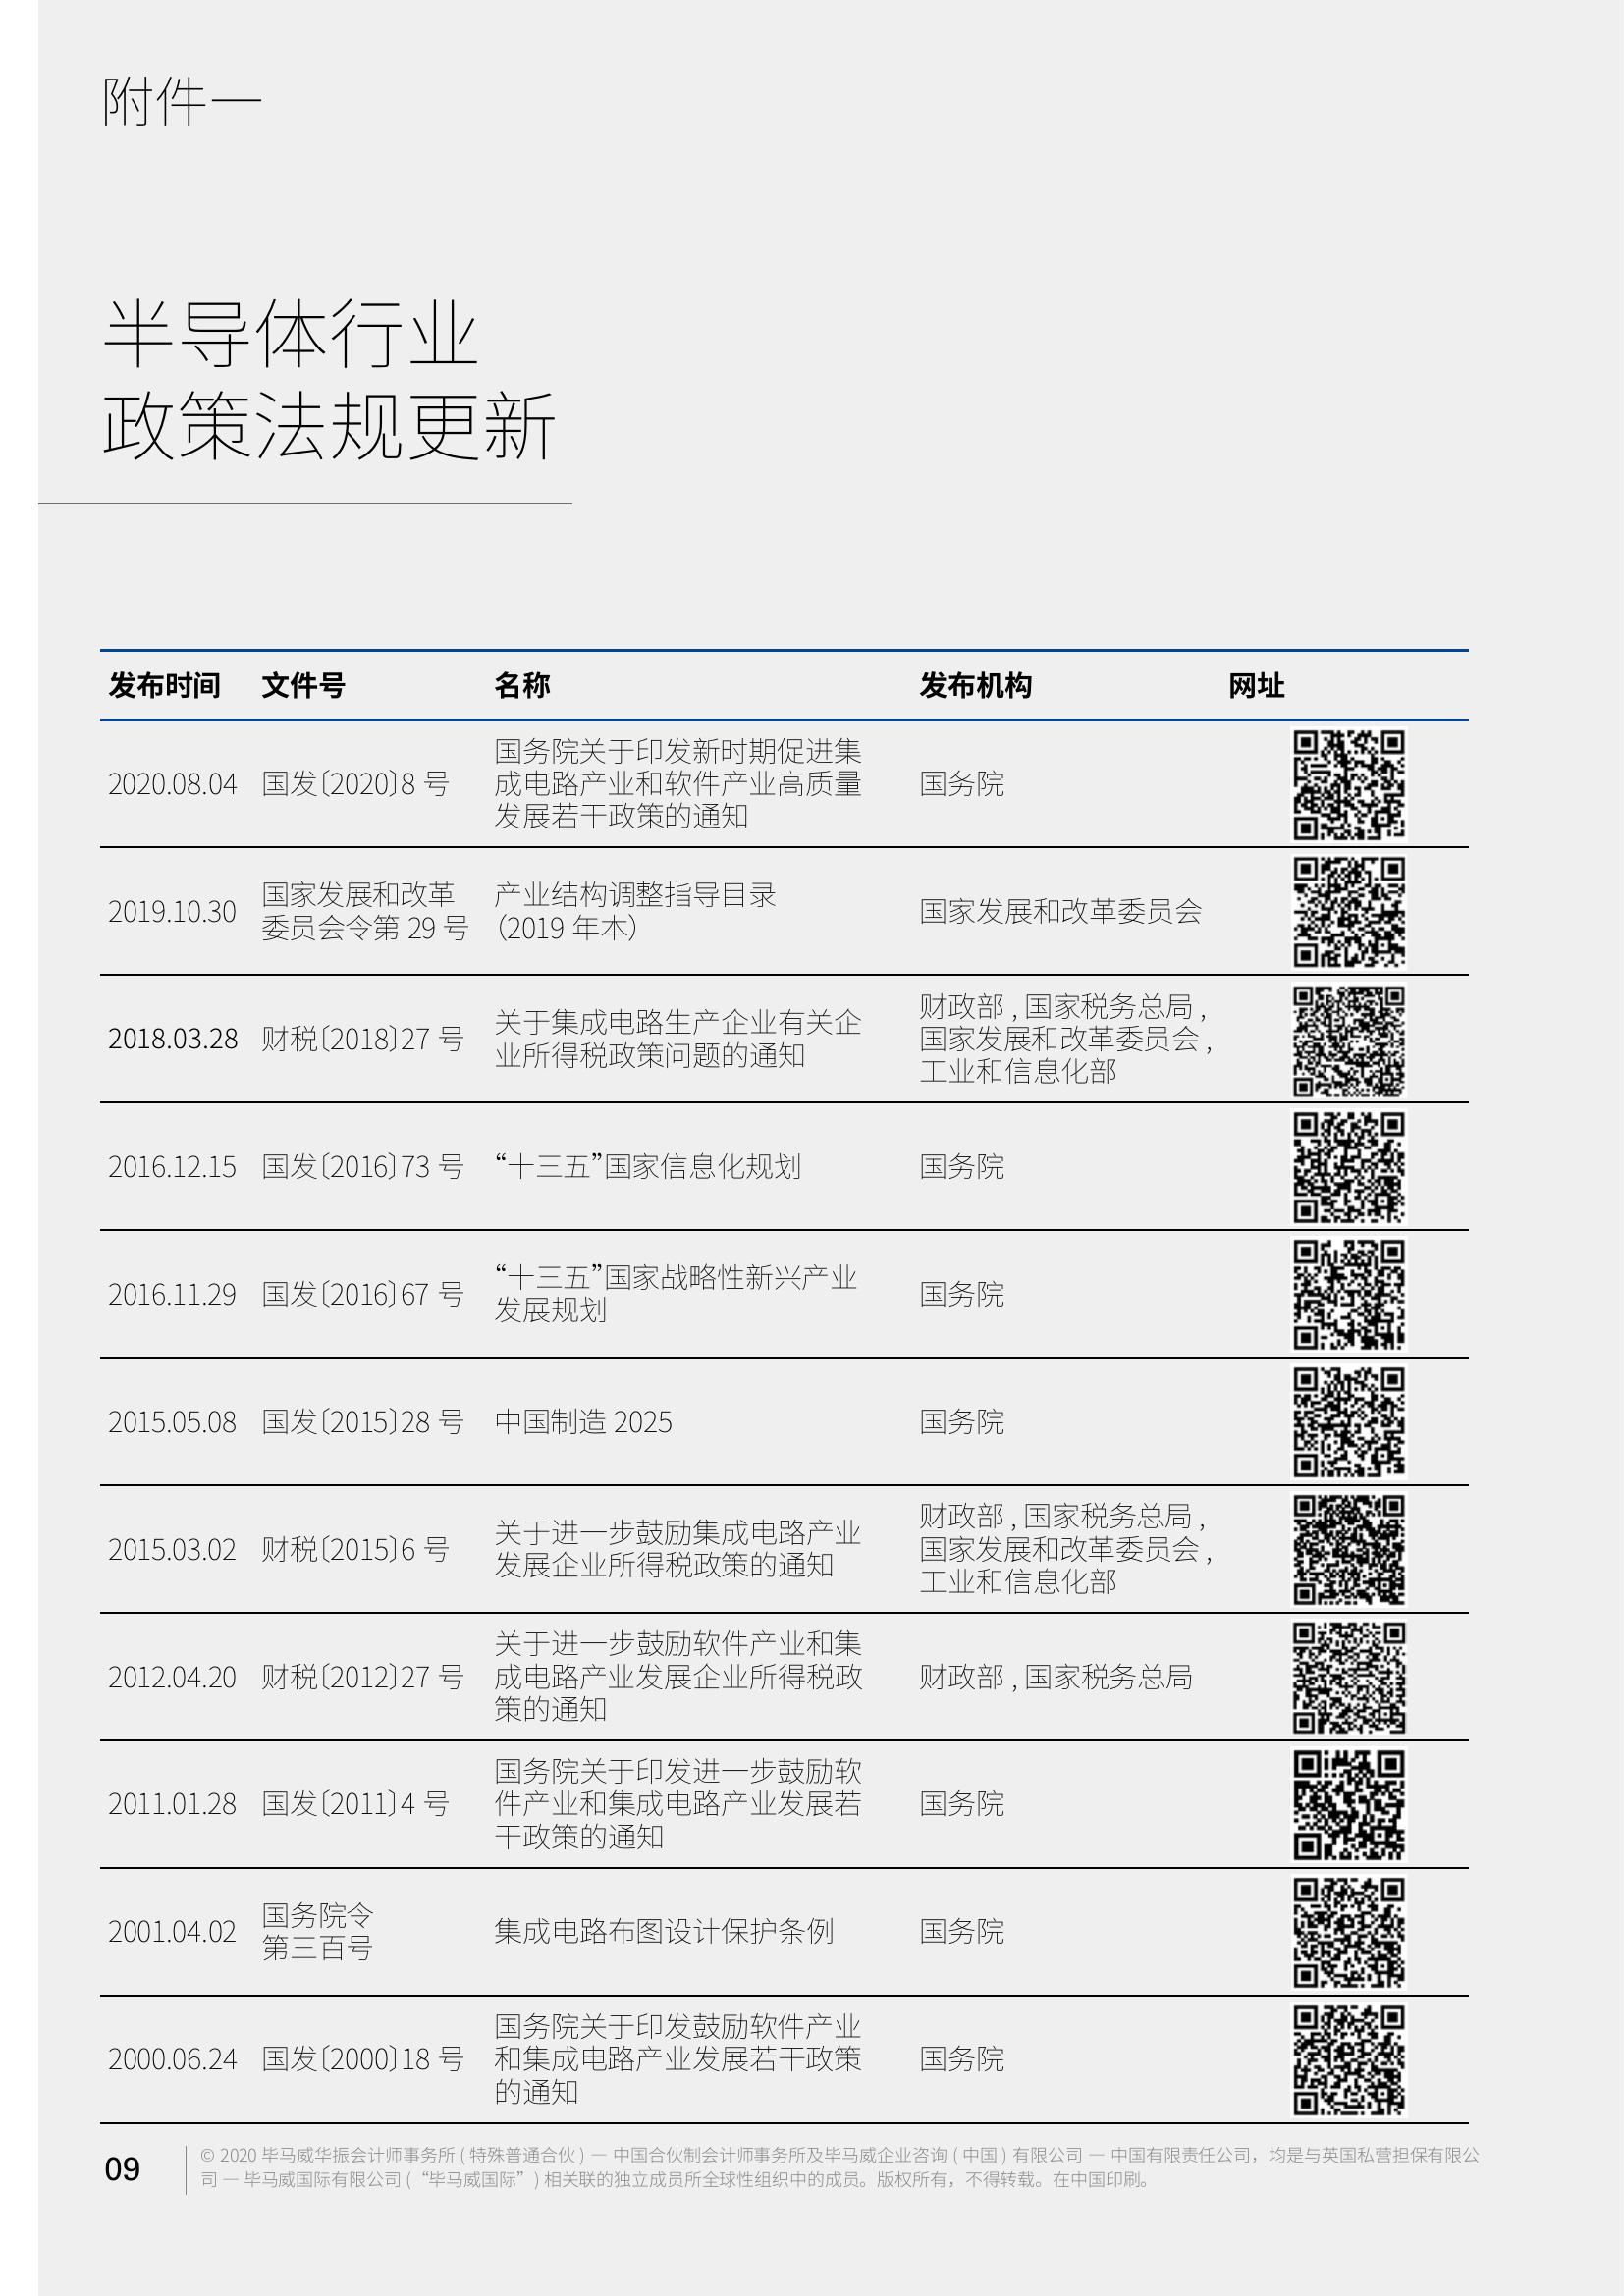 附件一
半导体行业
政策法规更新
发布时间 文件号 名称 发布机构 网址
国务院关于印发新时期促进集
2020.08.04 国发〔2020〕8 号 成电路产业和软件产业高质量 国务院
发展若干政策的通知
国家发展和改革 产业结构调整指导目录
2019.10.30 国家发展和改革委员会
委员会令第 29 号 （2019 年本）
财政部 , 国家税务总局 ,
关于集成电路生产企业有关企
2018.03.28 财税〔2018〕27 号 国家发展和改革委员会 ,
业所得税政策问题的通知
工业和信息化部
2016.12.15 国发〔2016〕73 号 “十三五”国家信息化规划 国务院
“十三五”国家战略性新兴产业
2016.11.29 国发〔2016〕67 号 国务院
发展规划
2015.05.08 国发〔2015〕28 号 中国制造 2025 国务院
财政部 , 国家税务总局 ,
关于进一步鼓励集成电路产业
2015.03.02 财税〔2015〕6 号 国家发展和改革委员会 ,
发展企业所得税政策的通知
工业和信息化部
关于进一步鼓励软件产业和集
2012.04.20 财税〔2012〕27 号 成电路产业发展企业所得税政 财政部 , 国家税务总局
策的通知
国务院关于印发进一步鼓励软
2011.01.28 国发〔2011〕4 号 件产业和集成电路产业发展若 国务院
干政策的通知
国务院令
2001.04.02 集成电路布图设计保护条例 国务院
第三百号
国务院关于印发鼓励软件产业
2000.06.24 国发〔2000〕18 号 和集成电路产业发展若干政策 国务院
的通知
09
© 2020 毕马威华振会计师事务所 ( 特殊普通合伙 ) — 中国合伙制会计师事务所及毕马威企业咨询 ( 中国 ) 有限公司 — 中国有限责任公司，均是与英国私营担保有限公
司 — 毕马威国际有限公司 (“毕马威国际”) 相关联的独立成员所全球性组织中的成员。版权所有，不得转载。在中国印刷。